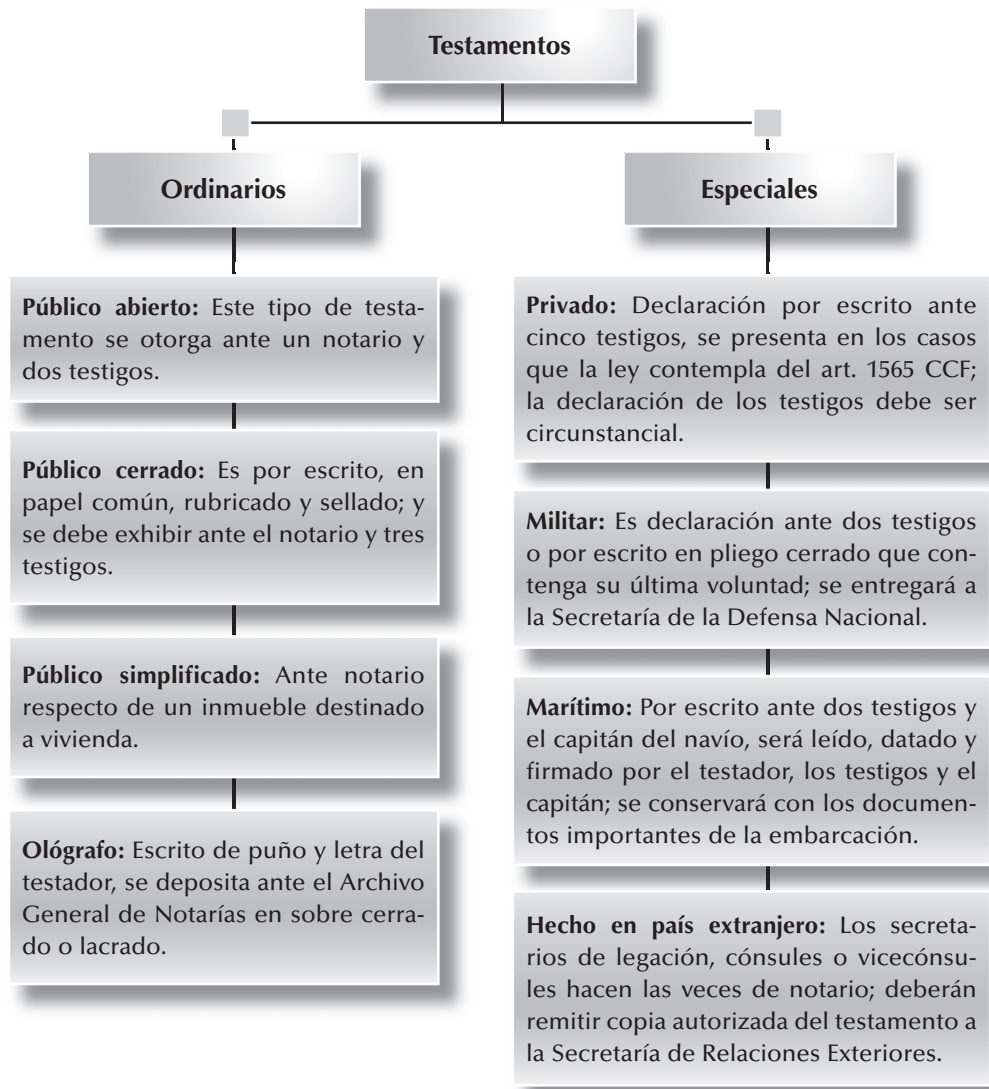 Testamentos
Ordinarios
Público abierto: Este tipo de testa-
mento se otorga ante un notario y
dos testigos.
Público cerrado: Es por escrito, en
papel común, rubricado y sellado; y
se debe exhibir ante el notario y tres
testigos.
Público simplificado: Ante notario
respecto de un inmueble destinado
a vivienda.
Ológrafo: Escrito de puño y letra del
testador, se deposita ante el Archivo
General de Notarías en sobre cerra-
do o lacrado.
Especiales
Privado: Declaración por escrito ante
cinco testigos, se presenta en los casos
que la ley contempla del art. 1565 CCF;
la declaración de los testigos debe ser
circunstancial.
Militar: Es declaración ante dos testigos
o por escrito en pliego cerrado que con-
tenga su última voluntad; se entregará a
la Secretaría de la Defensa Nacional.
Marítimo: Por escrito ante dos testigos y
el capitán del navío, será leído, datado y
firmado por el testador, los testigos y el
capitán; se conservará con los documen-
tos importantes de la embarcación.
Hecho en país extranjero: Los secreta-
rios de legación, cónsules o vicecónsu-
les hacen las veces de notario; deberán
remitir copia autorizada del testamento a
la Secretaría de Relaciones Exteriores.